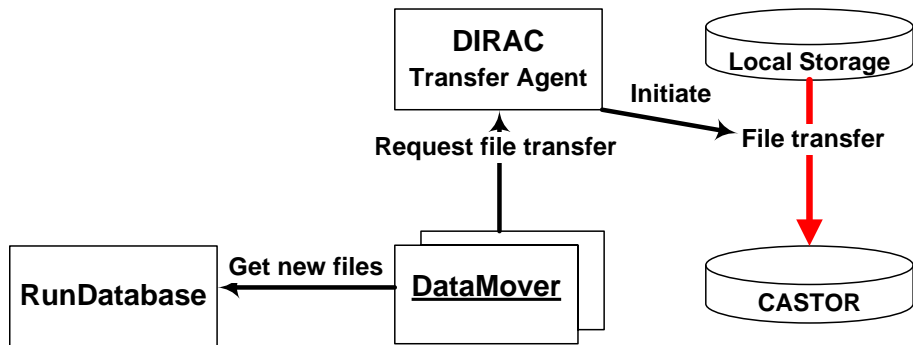 DIRAC
Transfer Agent
Local Storage
Initiate
Request file transfer
File transfer
Get new files
RunDatabase
DataMover
CASTOR